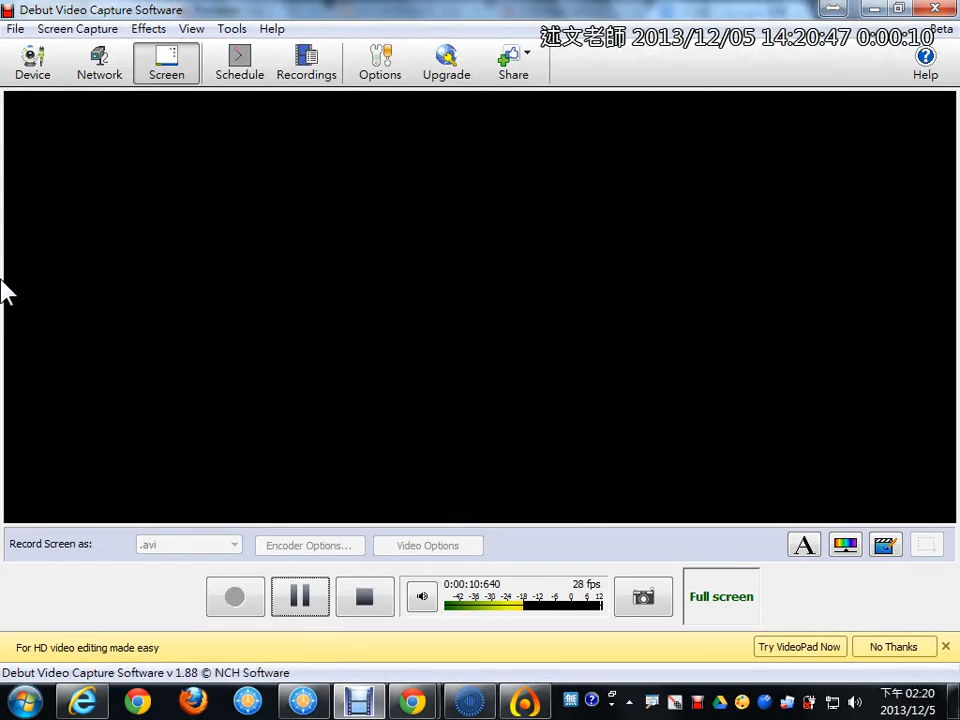 Debut Video Capture Software
File Screen Capture Effects View Tools Help
述文老師 2013/12/05 14:20:47 0:00:10
Beta
Device Network Screen Schedule Recordings Options Upgrade Share Help
Record Screen as: .avi Encoder Options... Video Options
A
0:00:10:640 28 fps
-42 -36 -30 -24 -18 -12 -6 0 6 12
Full screen
For HD video editing made easy Try VideoPad Now No Thanks
Debut Video Capture Software v 1.88 © NCH Software
下午 02:20
2013/12/5